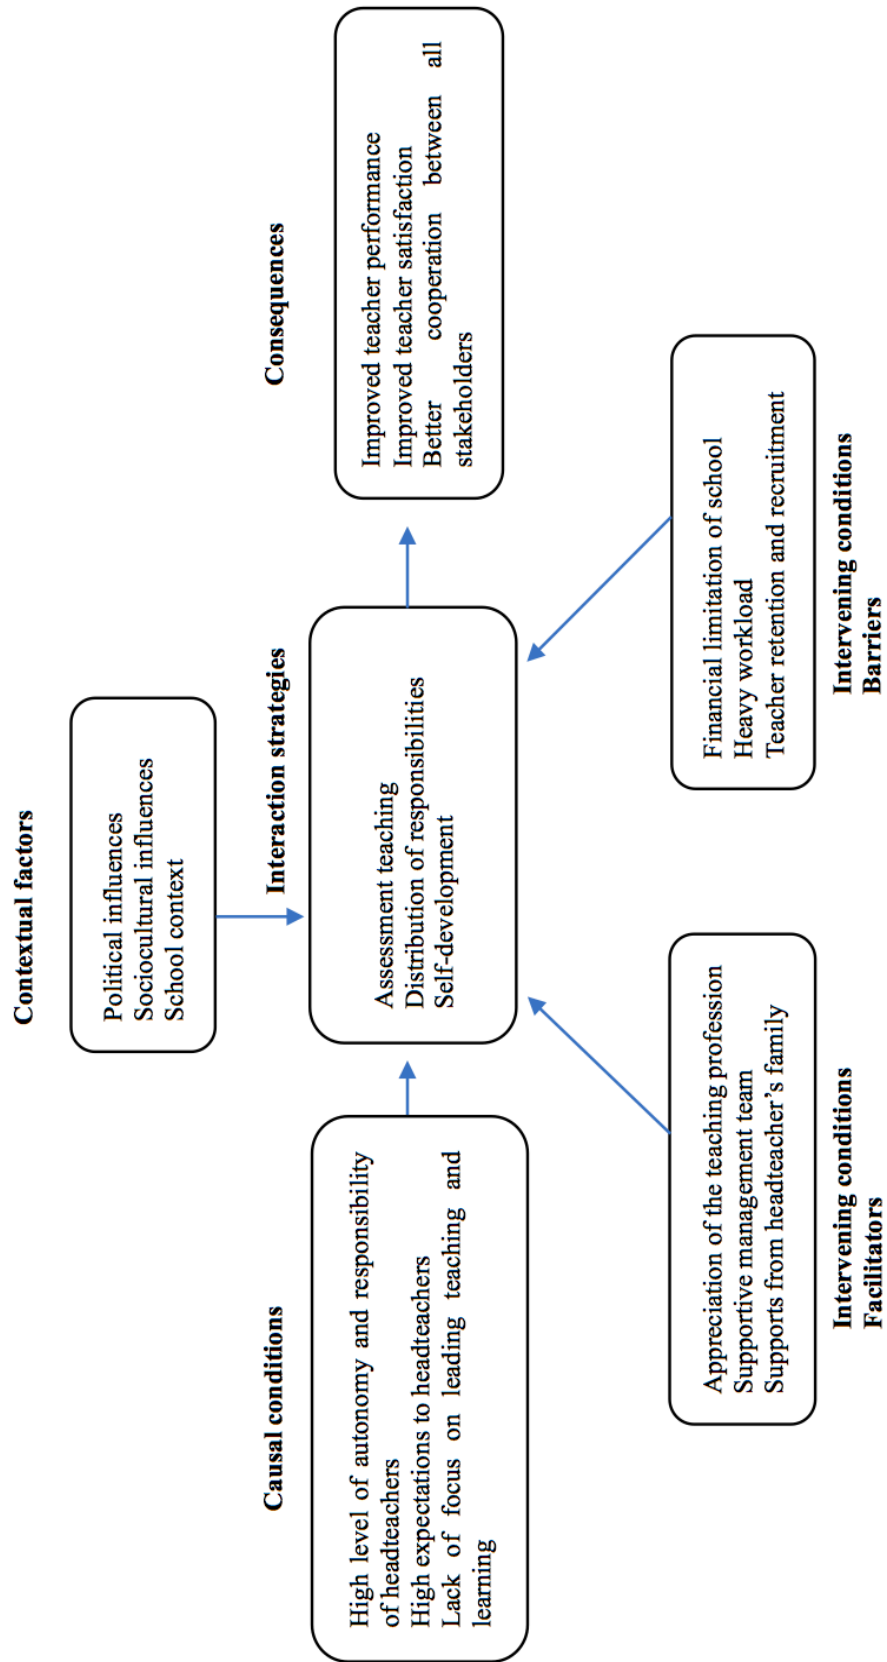 Contextual factors
Political influences
Sociocultural influences
School context
Causal conditions
High level of autonomy and responsibility
of headteachers
High expectations to headteachers
Lack of focus on leading teaching and
learning
Interaction strategies
Assessment teaching
Distribution of responsibilities
Self-development
Consequences
Improved teacher performance
Improved teacher satisfaction
Better cooperation between all
stakeholders
Appreciation of the teaching profession
Supportive management team
Supports from headteacher’s family
Intervening conditions
Facilitators
Financial limitation of school
Heavy workload
Teacher retention and recruitment
Intervening conditions
Barriers